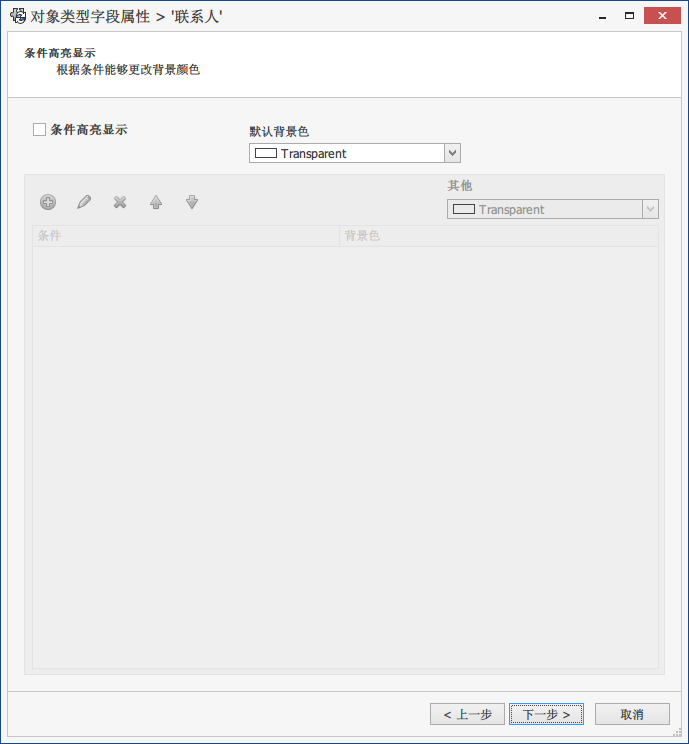 对象类型字段属性 > '联系人'
条件高亮显示
根据条件能够更改背景颜色
条件高亮显示
默认背景色
Transparent
其他
Transparent
条件 背景色
< 上一步 下一步 > 取消